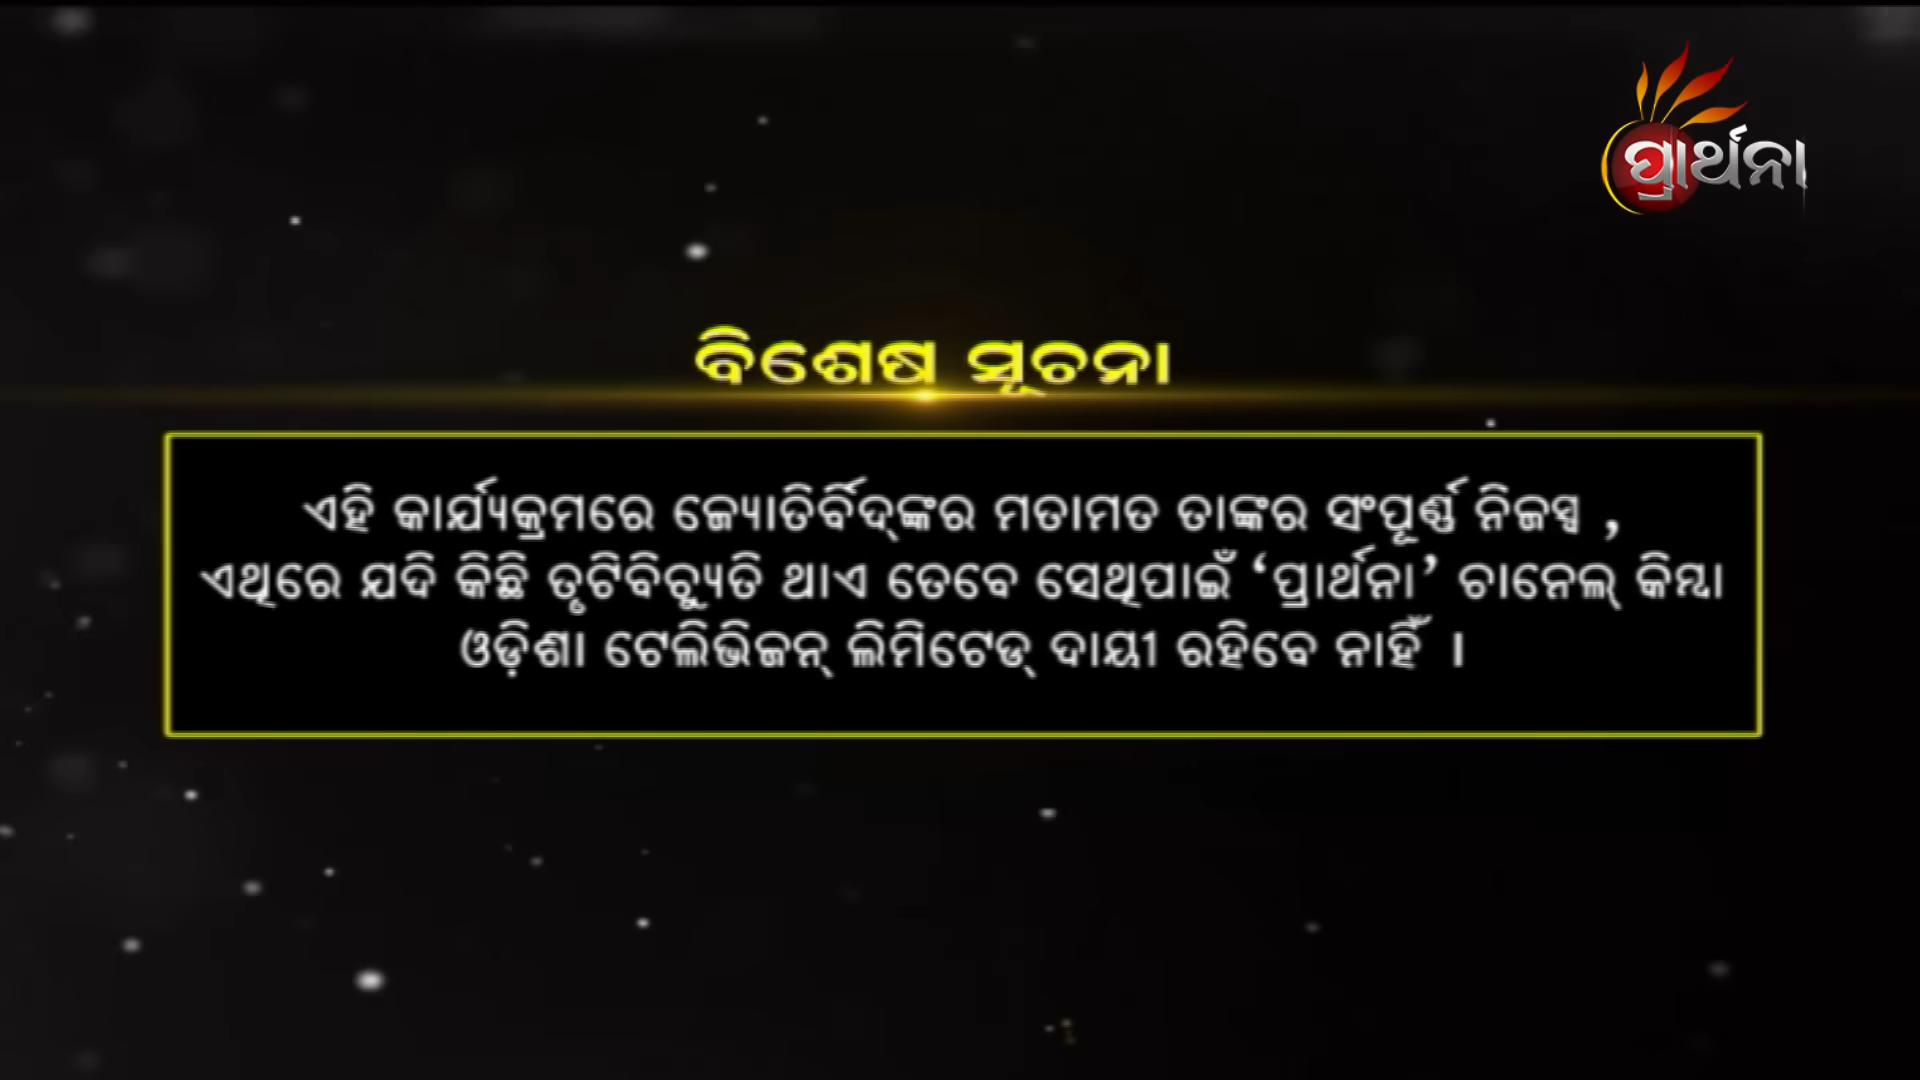 ପ୍ରାର୍ଥନା
ବିଶେଷ ସୂଚନା
ଏହି କାର୍ଯ୍ୟକ୍ରମରେ ଜ୍ୟୋତିର୍ବିଦ୍‌ଙ୍କର ମତାମତ ତାଙ୍କର ସଂପୂର୍ଣ୍ଣ ନିଜସ୍ୱ ,
ଏଥିରେ ଯଦି କିଛି ତୃଟିବିଚ୍ୟୁତି ଥାଏ ତେବେ ସେଥିପାଇଁ ‘ପ୍ରାର୍ଥନା’ ଚାନେଲ୍ କିମ୍ବା
ଓଡ଼ିଶା ଟେଲିଭିଜନ୍ ଲିମିଟେଡ୍ ଦାୟୀ ରହିବେ ନାହିଁ ।